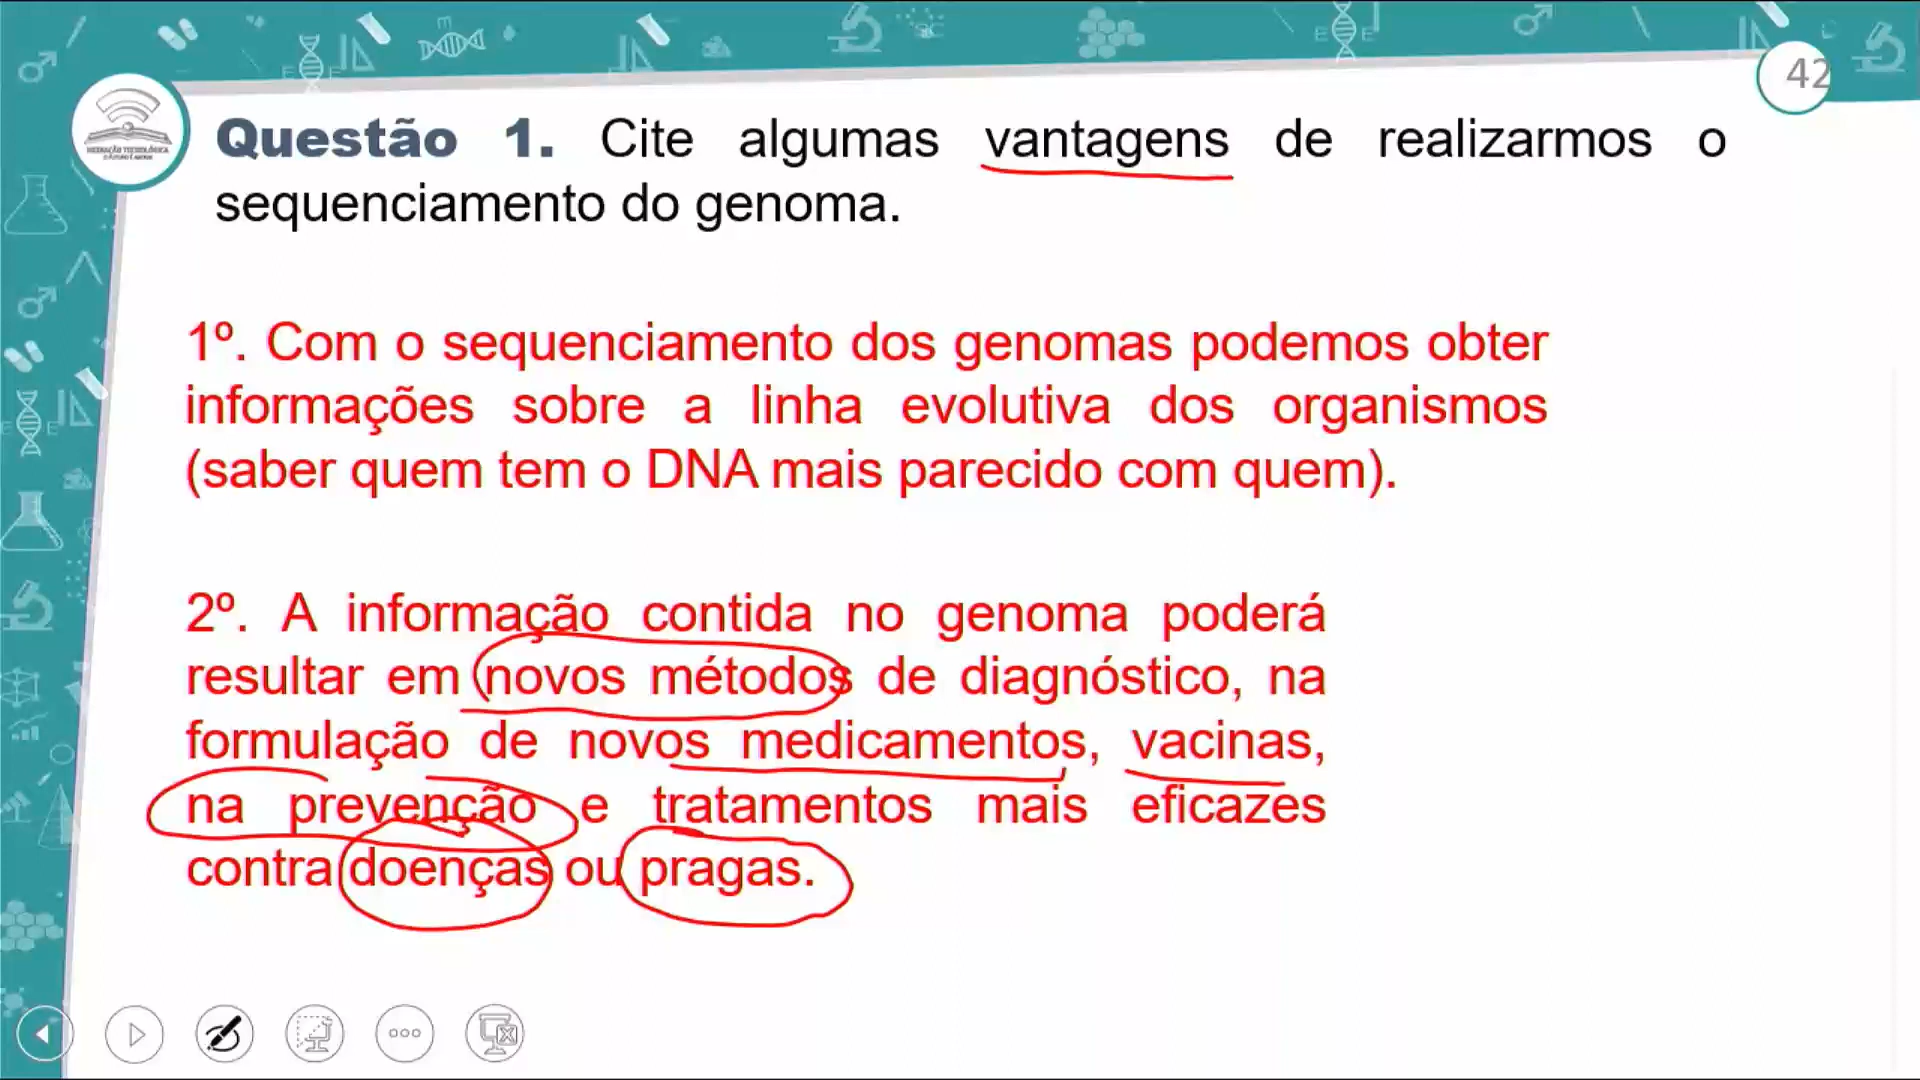 42
Questão 1. Cite algumas vantagens de realizarmos o
sequenciamento do genoma.
1º. Com o sequenciamento dos genomas podemos obter
informações sobre a linha evolutiva dos organismos
(saber quem tem o DNA mais parecido com quem).
2º. A informação contida no genoma poderá
resultar em novos métodos de diagnóstico, na
formulação de novos medicamentos, vacinas,
na prevenção e tratamentos mais eficazes
contra doenças ou pragas.